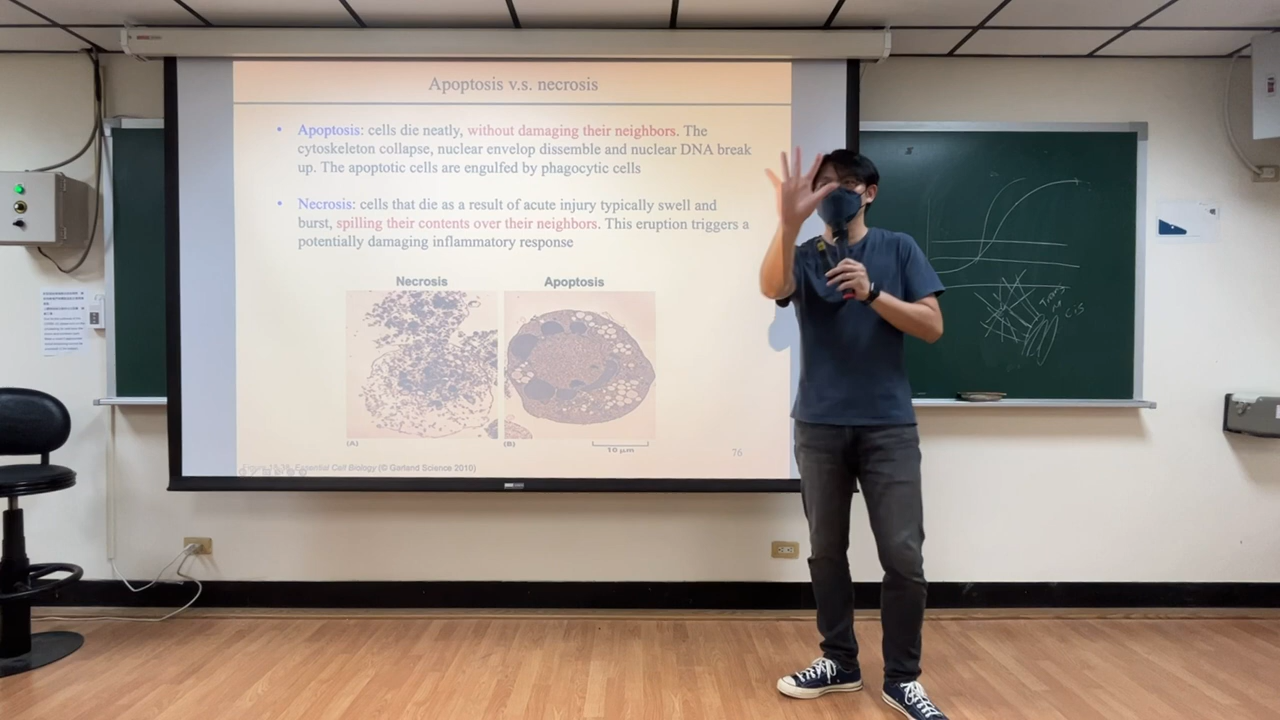 Apoptosis v.s. necrosis
• Apoptosis: cells die neatly, without damaging their neighbors. The
cytoskeleton collapse, nuclear envelop dissemble and nuclear DNA break
up. The apoptotic cells are engulfed by phagocytic cells
• Necrosis: cells that die as a result of acute injury typically swell and
burst, spilling their contents over their neighbors. This eruption triggers a
potentially damaging inflammatory response
Necrosis Apoptosis
(A) (B) 10 μm
76
Essential Cell Biology (© Garland Science 2010)
Cis